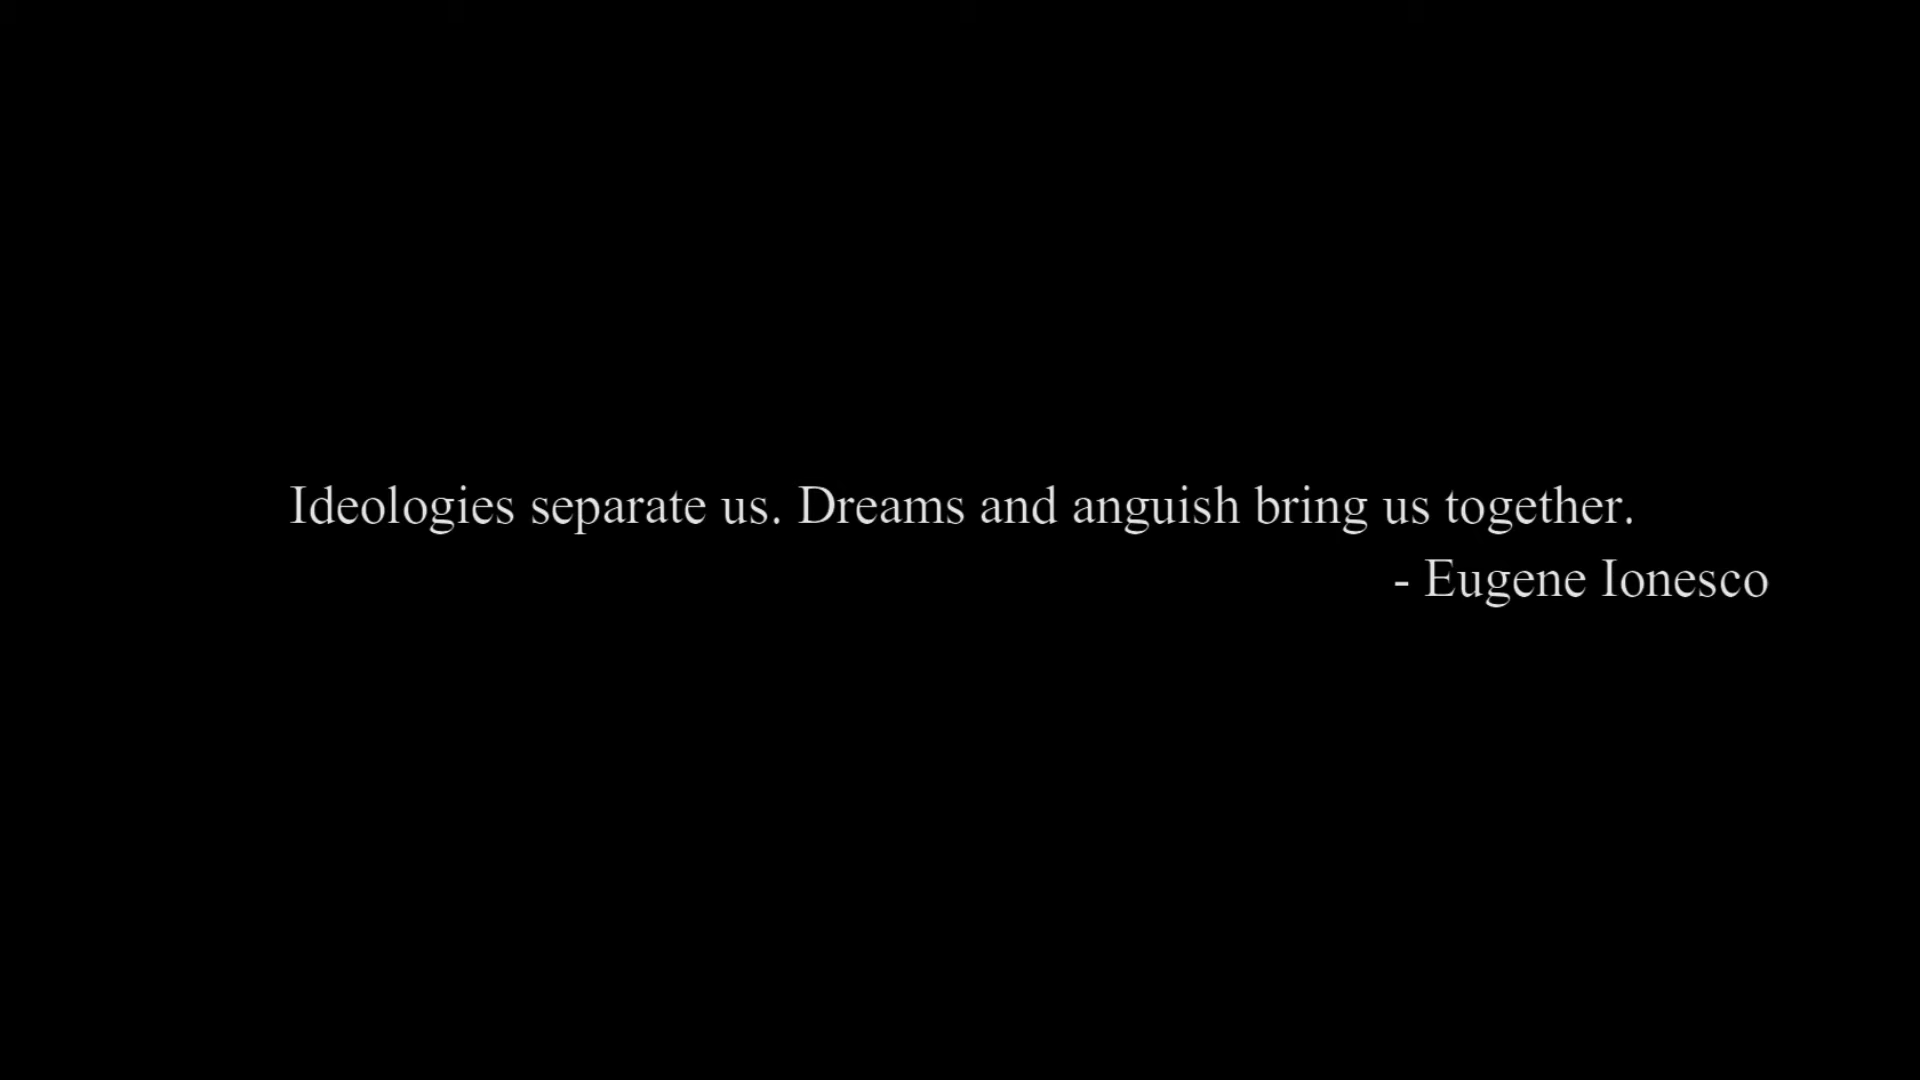 Ideologies separate us. Dreams and anguish bring us together.
- Eugene Ionesco